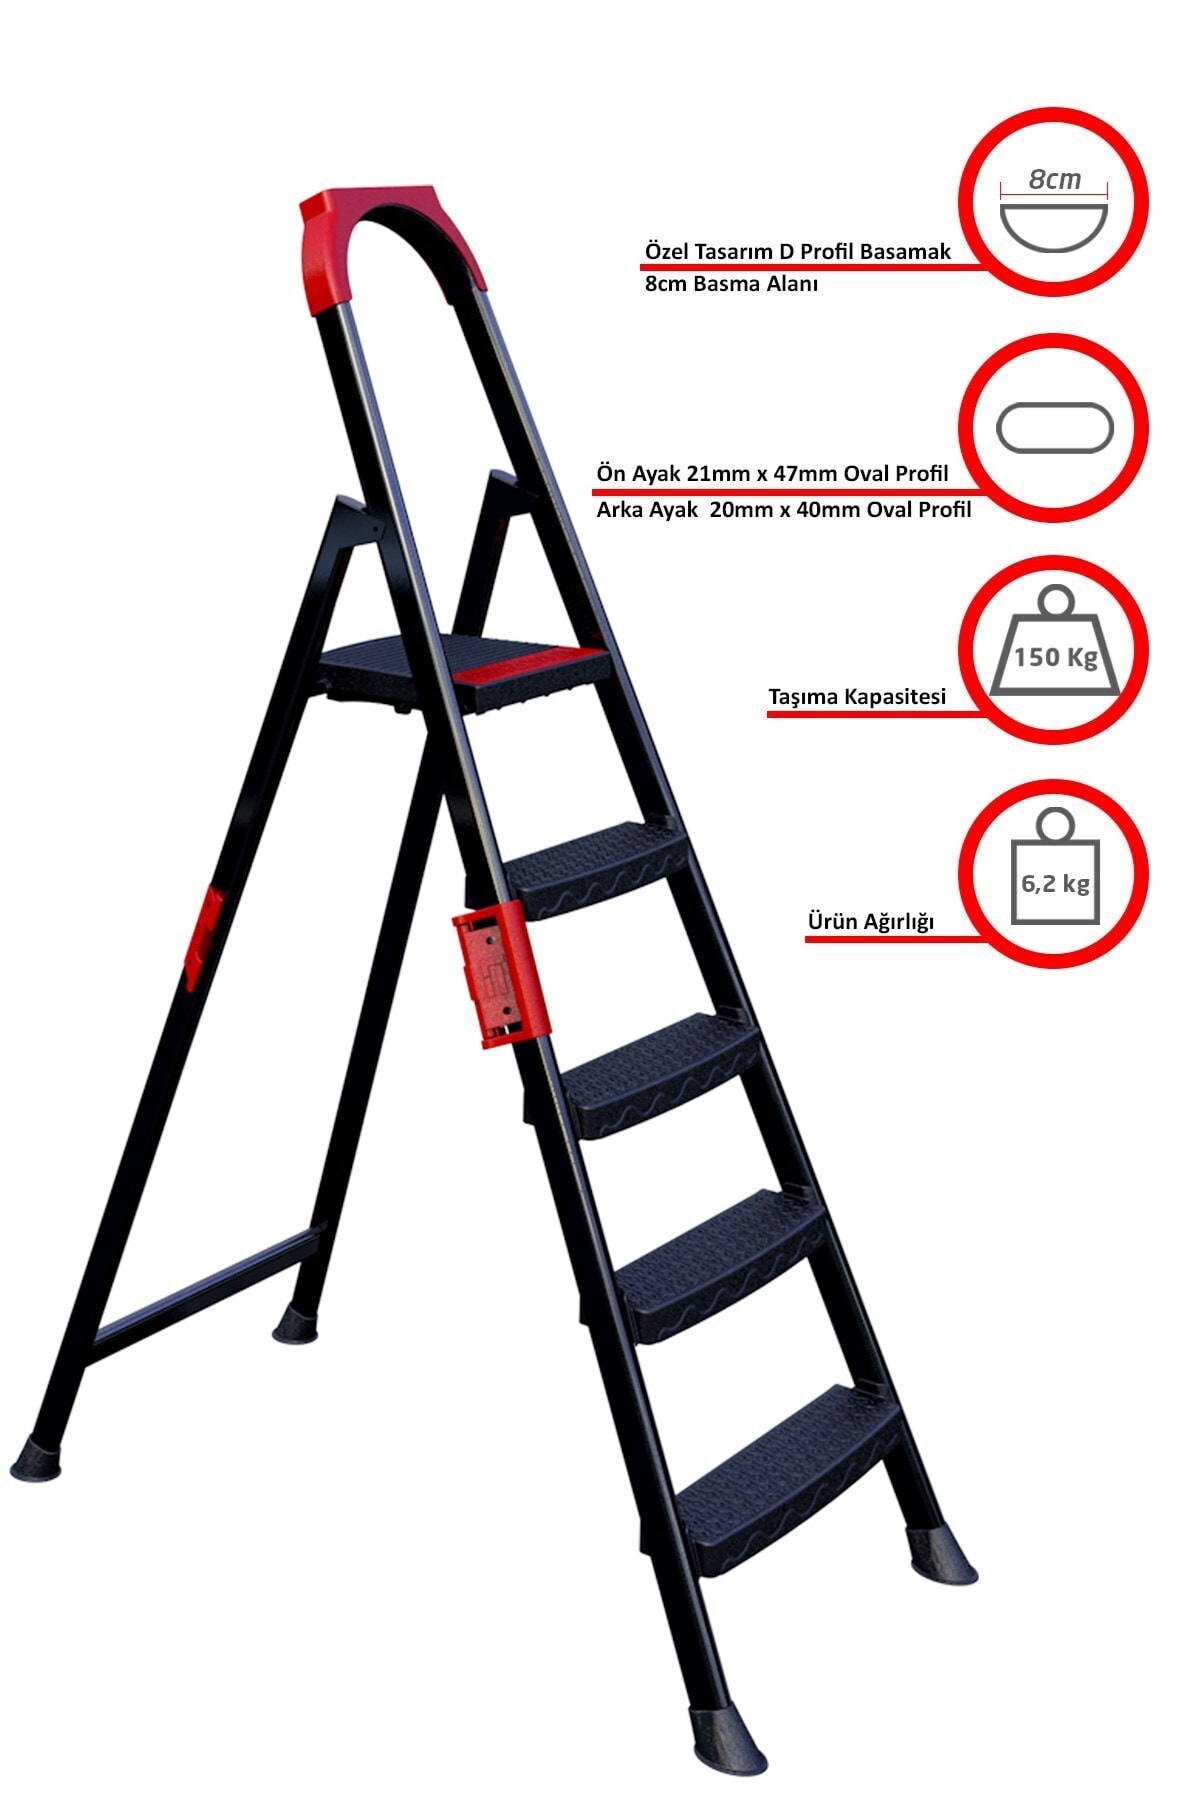 8cm
Özel Tasarım D Profil Basamak
8cm Basma Alanı
Ön Ayak 21mm x 47mm Oval Profil
Arka Ayak 20mm x 40mm Oval Profil
150 Kg
Taşıma Kapasitesi
6,2 kg
Ürün Ağırlığı